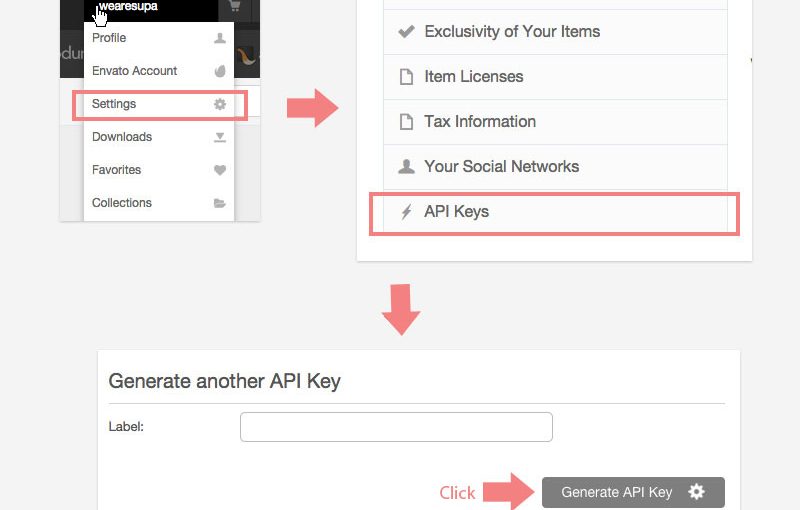 wearesupa
Profile
Envato Account
Settings
Downloads
Favorites
Collections
Exclusivity of Your Items
Item Licenses
Tax Information
Your Social Networks
API Keys
Generate another API Key
Label:
Click
Generate API Key